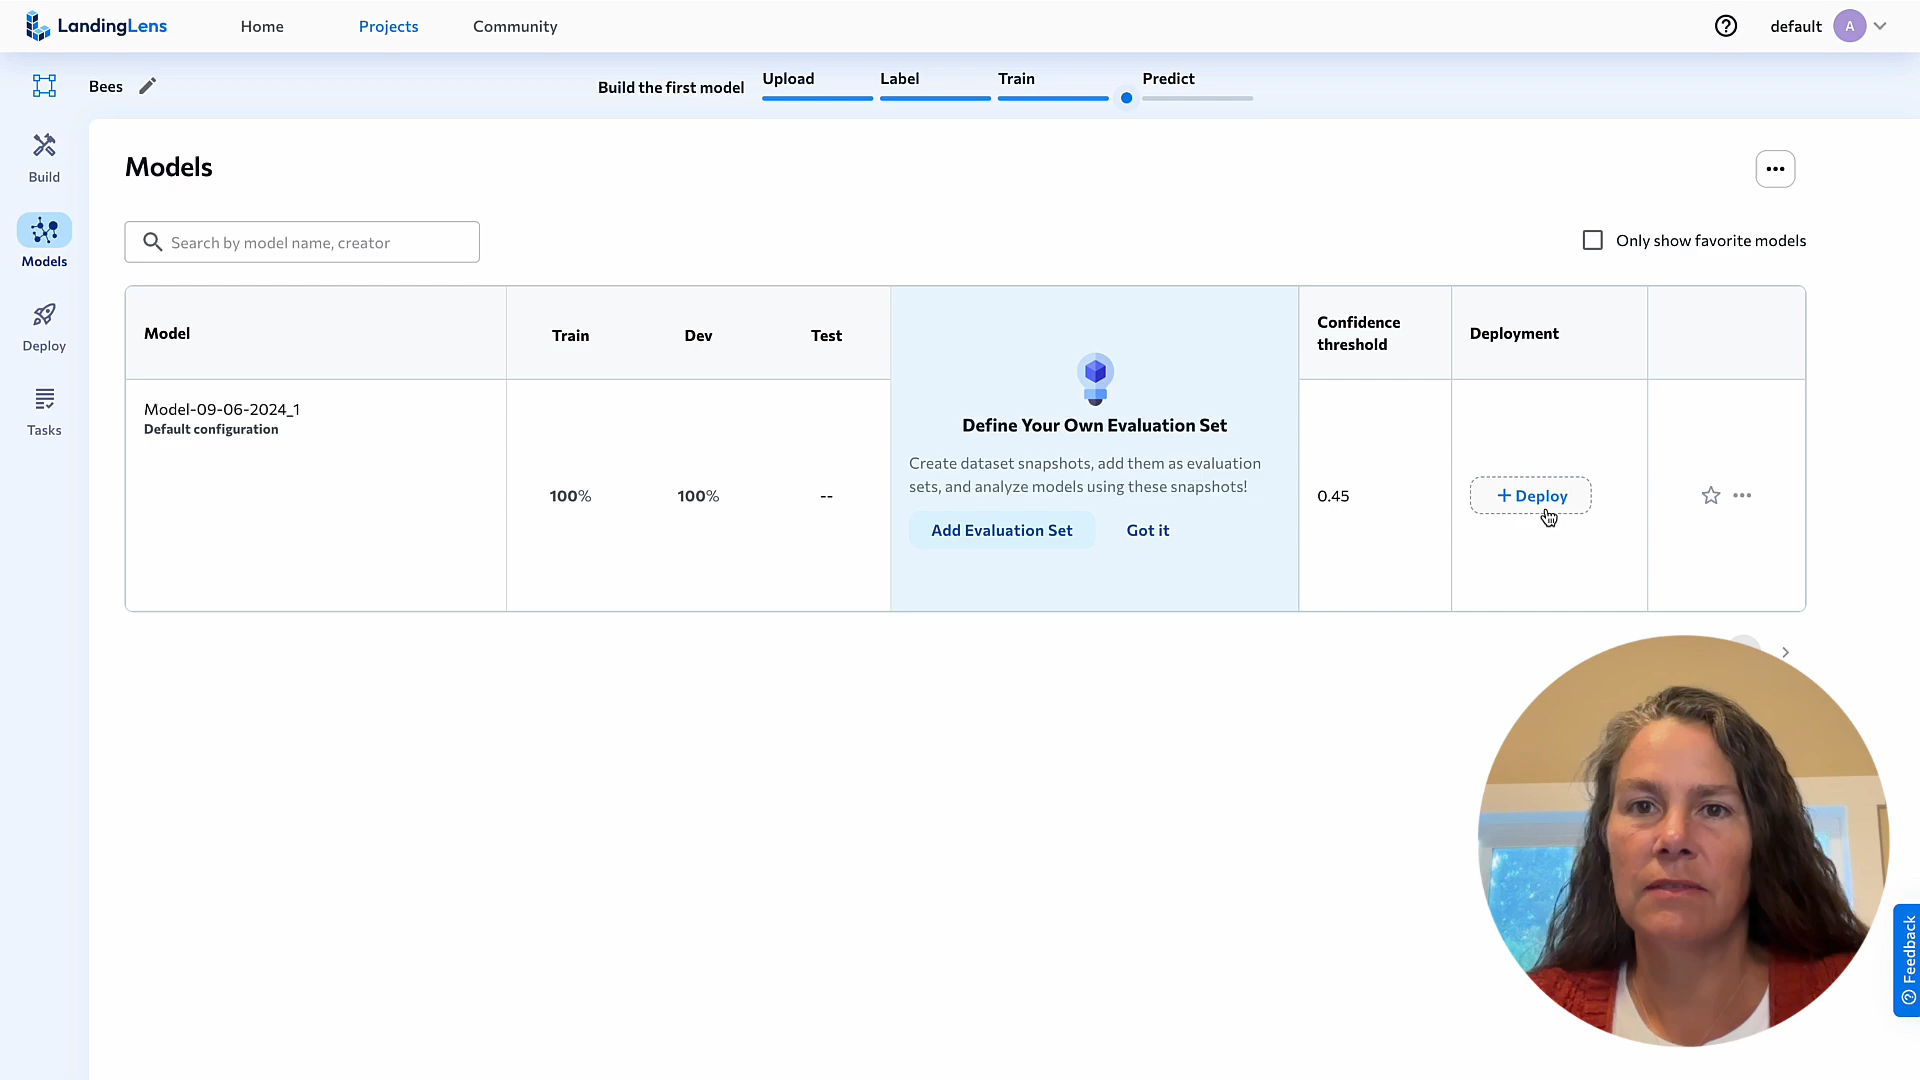 LandingLens
Home
Projects
Community
default
A
Bees
Build the first model
Upload
Label
Train
Predict
Build
Models
Deploy
Tasks
Models
Search by model name, creator
Only show favorite models
Model
Train
Dev
Test
Define Your Own Evaluation Set
Create dataset snapshots, add them as evaluation
sets, and analyze models using these snapshots!
Add Evaluation Set
Got it
Confidence
threshold
Deployment
Model-09-06-2024_1
Default configuration
100%
100%
--
0.45
+ Deploy
Feedback